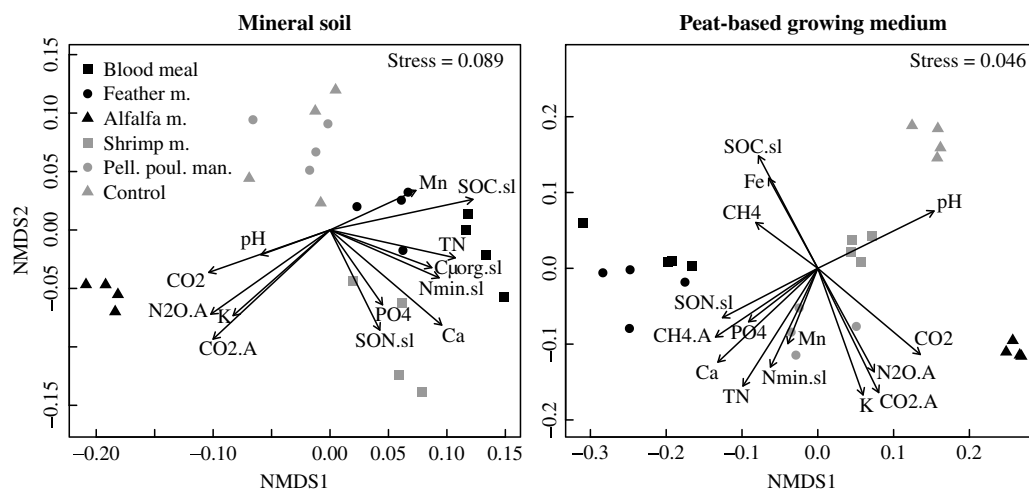 Mineral soil
Peat-based growing medium
Stress = 0.089
Stress = 0.046
Blood meal
Feather m.
Alfalfa m.
Shrimp m.
Pell. poul. man.
Control
NMDS2
0.15
0.10
0.05
0.00
−0.05
−0.15
Mn
SOC.sl
pH
TN
Cµorg.sl
Nmin.sl
CO2
N2O.A
K
CO2.A
PO4
SON.sl
Ca
−0.20
−0.10
0.00
0.05
0.10
0.15
NMDS1
0.2
0.1
0.0
−0.1
−0.2
SOC.sl
Fe
CH4
pH
SON.sl
CH4.A
PO4
Mn
Ca
TN
Nmin.sl
CO2
N2O.A
CO2.A
K
−0.3
−0.2
−0.1
0.0
0.1
0.2
NMDS1